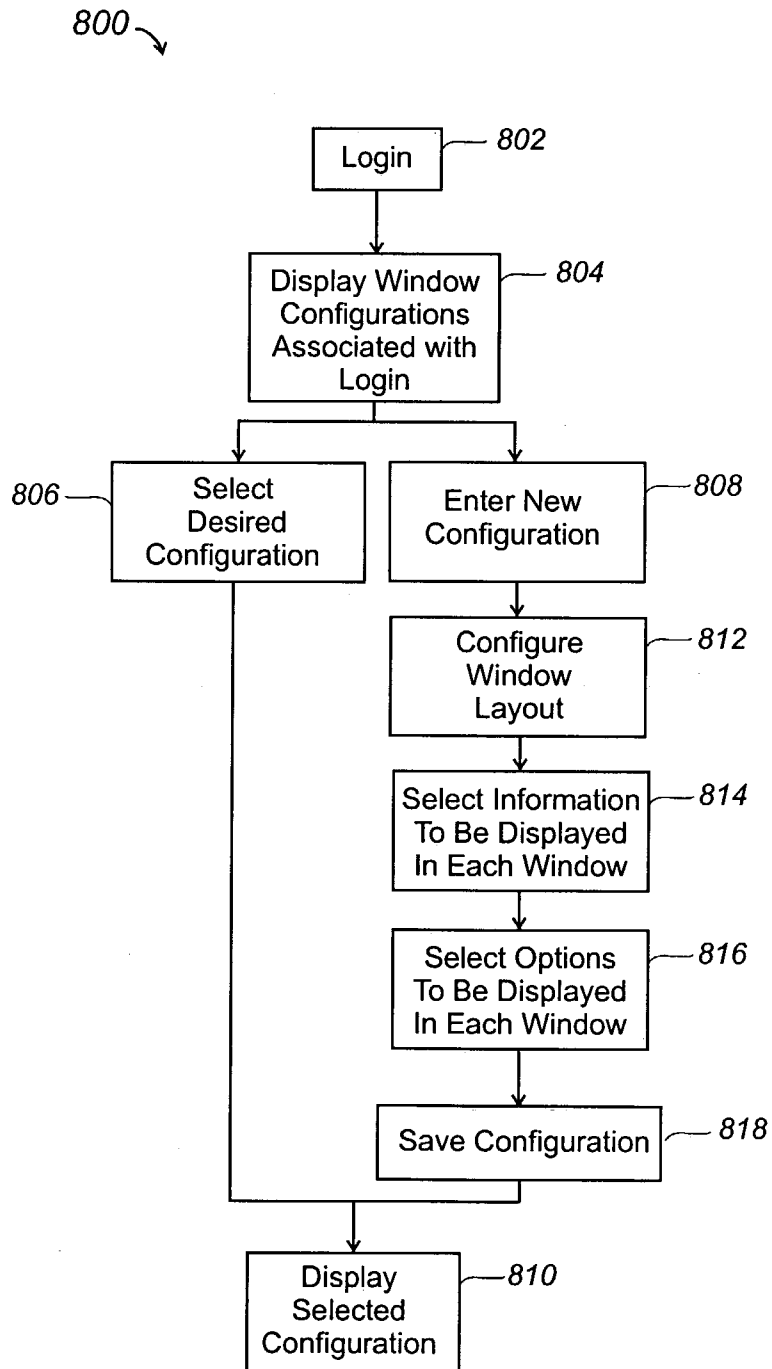 800
Login
802
Display Window
Configurations
Associated with
Login
804
806
Select
Desired
Configuration
Enter New
Configuration
808
Configure
Window
Layout
812
Select Information
To Be Displayed
In Each Window
814
Select Options
To Be Displayed
In Each Window
816
Save Configuration
818
Display
Selected
Configuration
810